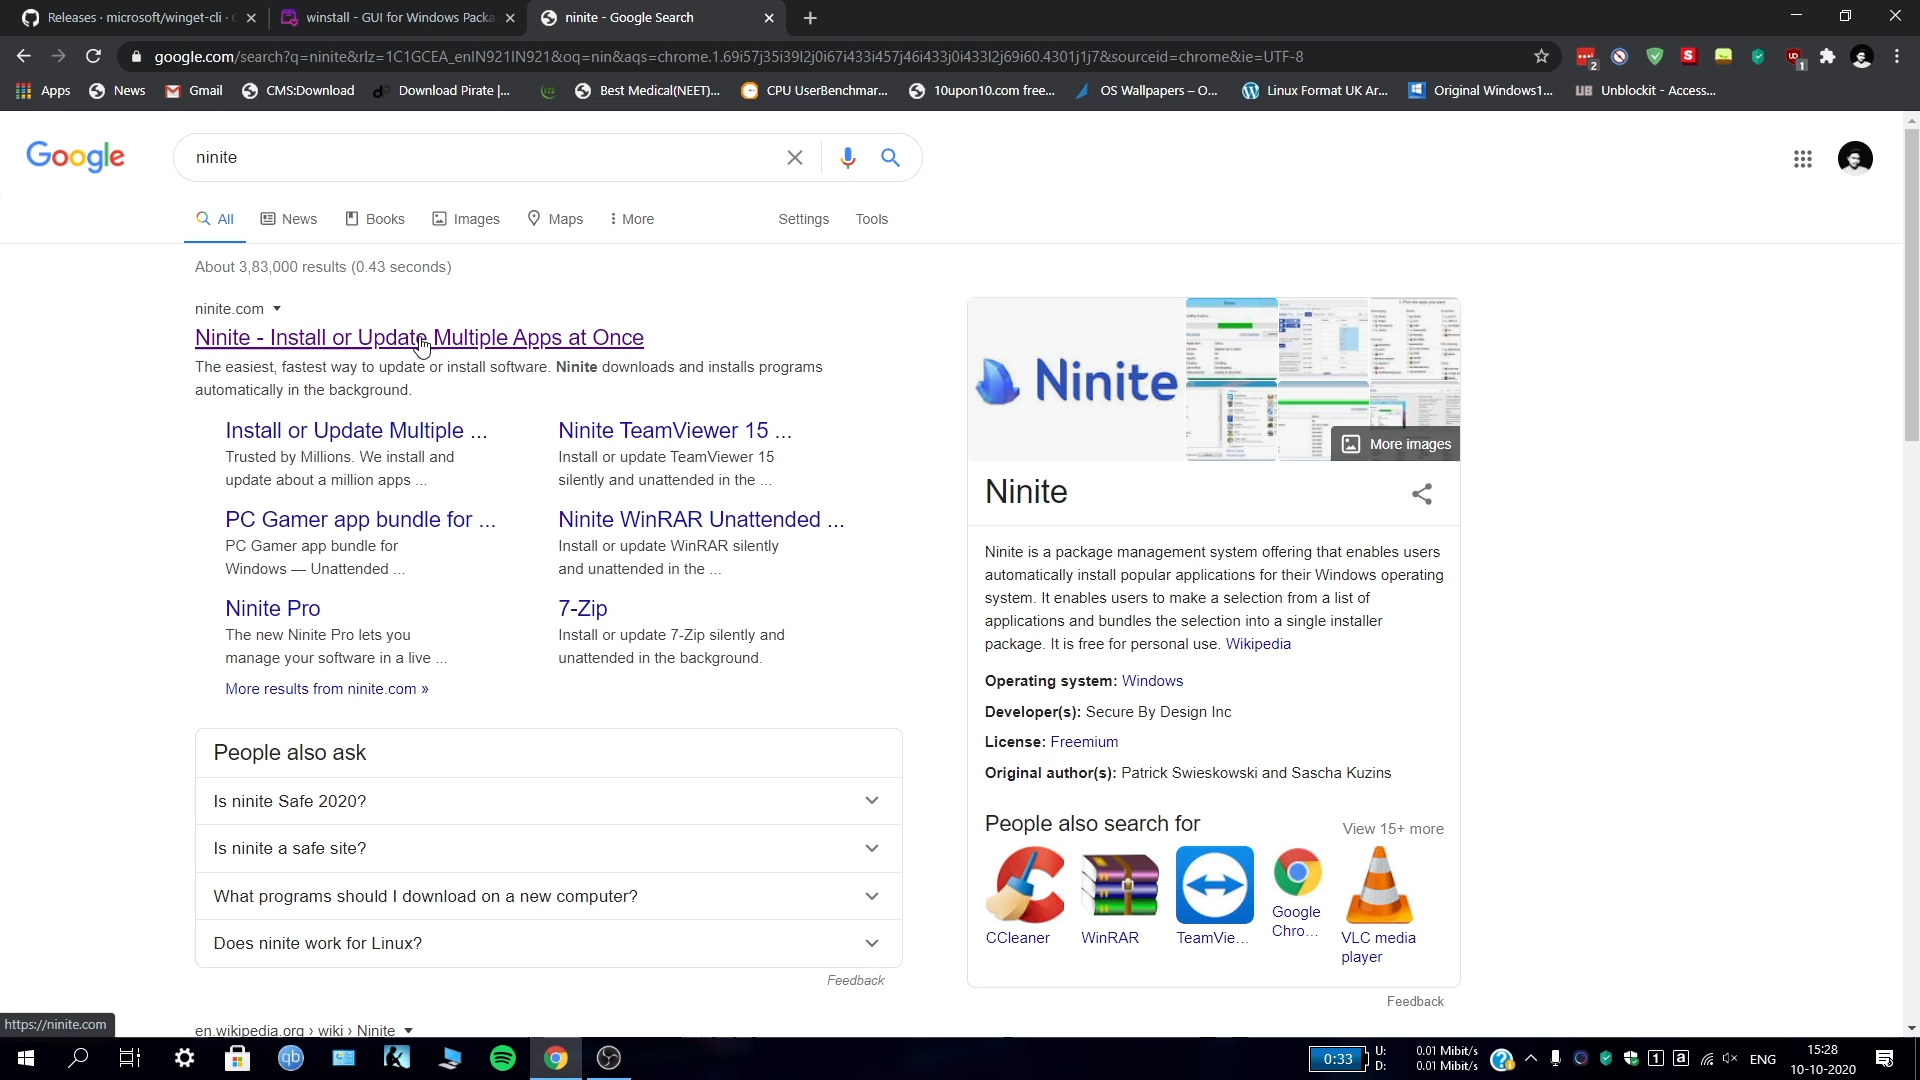 Releases · microsoft/winget-cli ·
winstall - GUI for Windows Packa
ninite - Google Search
google.com/search?q=ninite&rlz=1C1GCEA_enIN921IN921&oq=nin&aqs=chrome.1.69i57j35i39l2j0i67i433i457j46i433j0i433l2j69i60.4301j1j7&sourceid=chrome&ie=UTF-8
2
1
Apps
News
Gmail
CMS:Download
Download Pirate |...
Best Medical(NEET)...
CPU UserBenchmar...
10upon10.com free...
OS Wallpapers – O...
Linux Format UK Ar...
Original Windows1...
UB Unblockit - Access...
Google
ninite
All
News
Books
Images
Maps
More
Settings
Tools
About 3,83,000 results (0.43 seconds)
ninite.com
Ninite - Install or Update Multiple Apps at Once
The easiest, fastest way to update or install software. Ninite downloads and installs programs
automatically in the background.
Install or Update Multiple ...
Trusted by Millions. We install and
update about a million apps ...
Ninite TeamViewer 15 ...
Install or update TeamViewer 15
silently and unattended in the ...
PC Gamer app bundle for ...
PC Gamer app bundle for
Windows — Unattended ...
Ninite WinRAR Unattended ...
Install or update WinRAR silently
and unattended in the ...
Ninite Pro
The new Ninite Pro lets you
manage your software in a live ...
7-Zip
Install or update 7-Zip silently and
unattended in the background.
More results from ninite.com »
People also ask
Is ninite Safe 2020?
Is ninite a safe site?
What programs should I download on a new computer?
Does ninite work for Linux?
Feedback
en.wikipedia.org › wiki › Ninite
Ninite
More images
Ninite
Ninite is a package management system offering that enables users
automatically install popular applications for their Windows operating
system. It enables users to make a selection from a list of
applications and bundles the selection into a single installer
package. It is free for personal use. Wikipedia
Operating system: Windows
Developer(s): Secure By Design Inc
License: Freemium
Original author(s): Patrick Swieskowski and Sascha Kuzins
People also search for
View 15+ more
CCleaner
WinRAR
TeamVie...
Google
Chro...
VLC media
player
Feedback
https://ninite.com
qb
0:33
U:
D:
0.01 Mibit/s
0.01 Mibit/s
1
a
ENG
15:28
10-10-2020